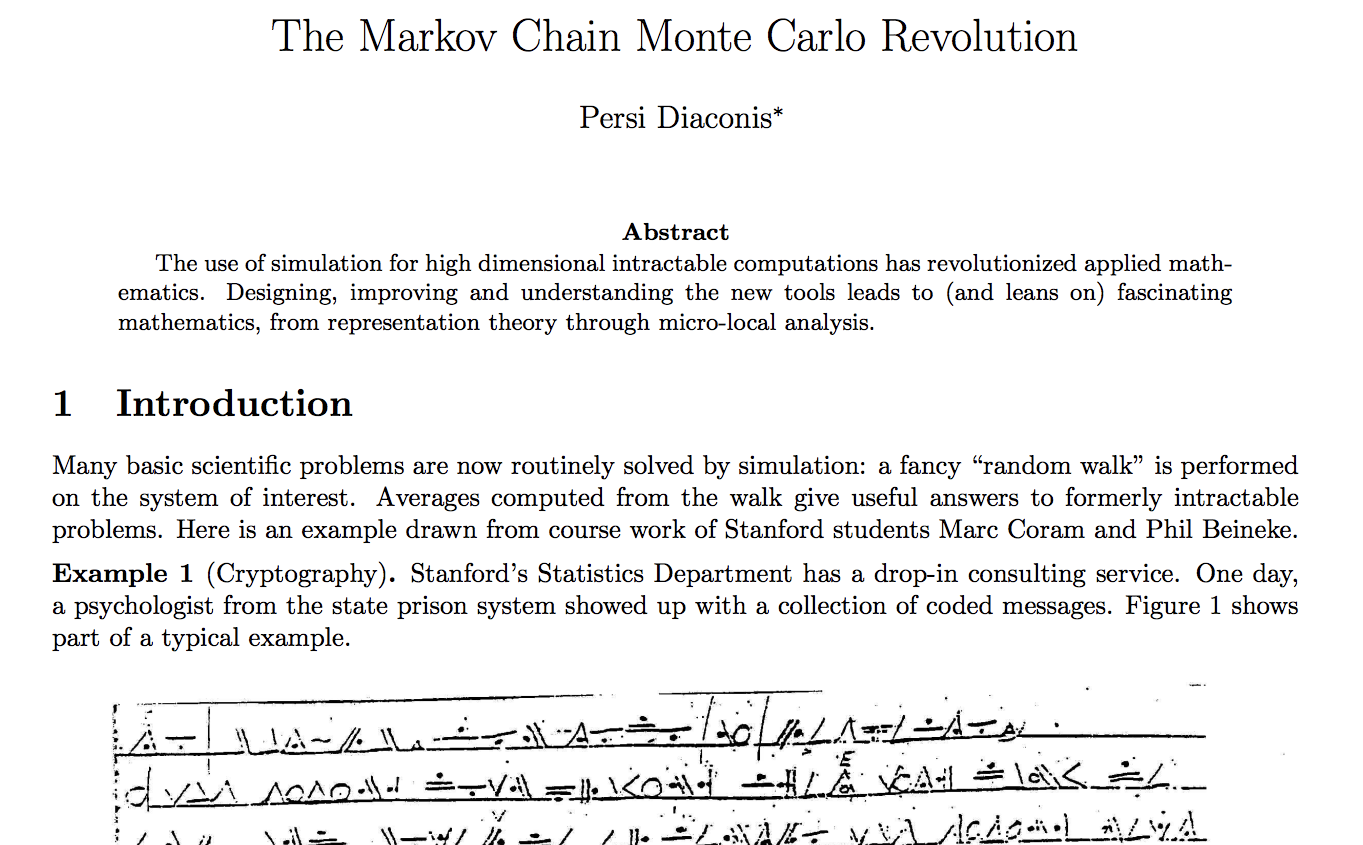 The Markov Chain Monte Carlo Revolution
Persi Diaconis*
Abstract
The use of simulation for high dimensional intractable computations has revolutionized applied math-
ematics. Designing, improving and understanding the new tools leads to (and leans on) fascinating
mathematics, from representation theory through micro-local analysis.
1 Introduction
Many basic scientific problems are now routinely solved by simulation: a fancy “random walk” is performed
on the system of interest. Averages computed from the walk give useful answers to formerly intractable
problems. Here is an example drawn from course work of Stanford students Marc Coram and Phil Beineke.
Example 1 (Cryptography). Stanford’s Statistics Department has a drop-in consulting service. One day,
a psychologist from the state prison system showed up with a collection of coded messages. Figure 1 shows
part of a typical example.